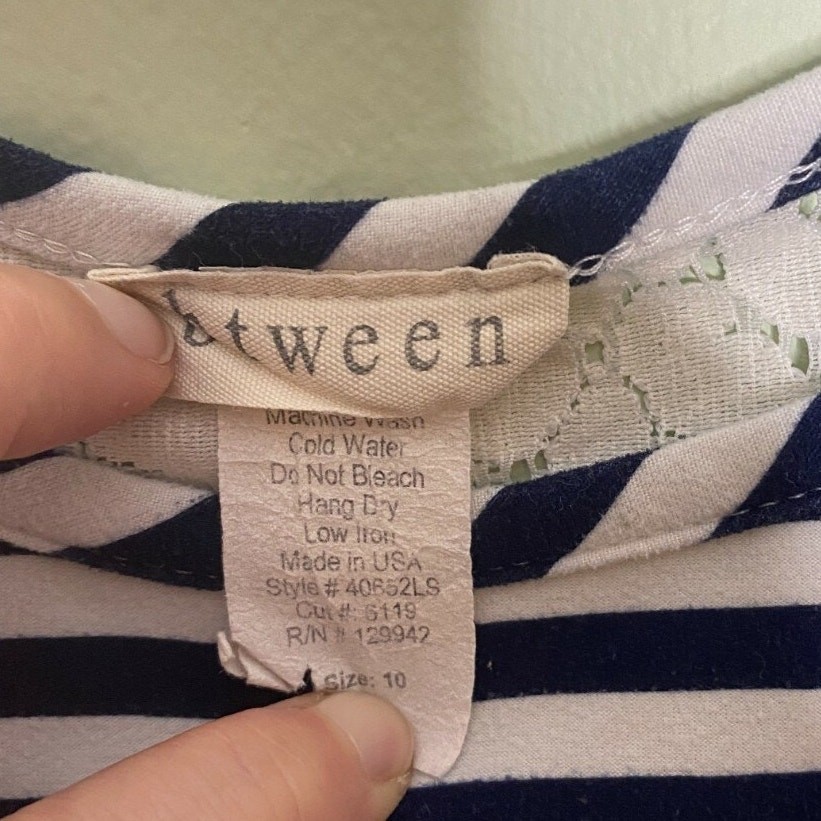 btween
Machine Wash
Cold Water
Do Not Bleach
Hang Dry
Low Iron
Made in USA
Style # 40652LS
Cut #: 6119
R/N # 129942
Size: 10